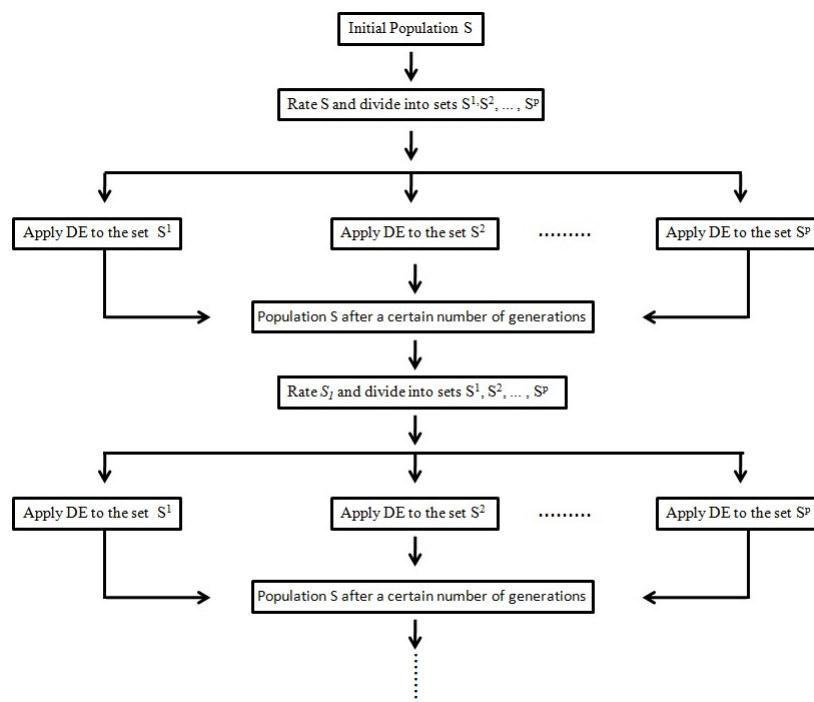 Initial Population S
Rate S and divide into sets S¹,S², ... , Sᵖ
Apply DE to the set S¹
Apply DE to the set S²
.........
Apply DE to the set Sᵖ
Population S after a certain number of generations
Rate S₁ and divide into sets S¹, S², ... , Sᵖ
Apply DE to the set S¹
Apply DE to the set S²
.........
Apply DE to the set Sᵖ
Population S after a certain number of generations